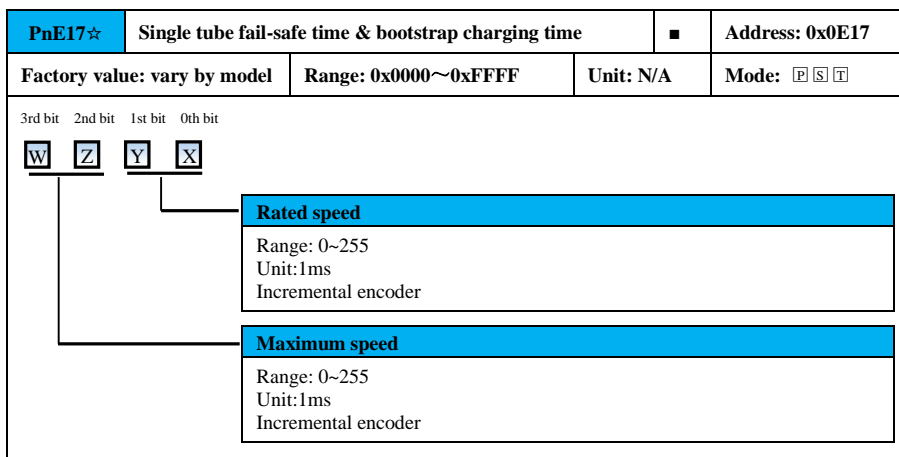 PnE17☆ Single tube fail-safe time & bootstrap charging time ■ Address: 0x0E17
Factory value: vary by model Range: 0x0000～0xFFFF Unit: N/A Mode: 🄿 🅂 🅃
3rd bit 2nd bit 1st bit 0th bit
W Z Y X
Rated speed
Range: 0~255
Unit:1ms
Incremental encoder
Maximum speed
Range: 0~255
Unit:1ms
Incremental encoder